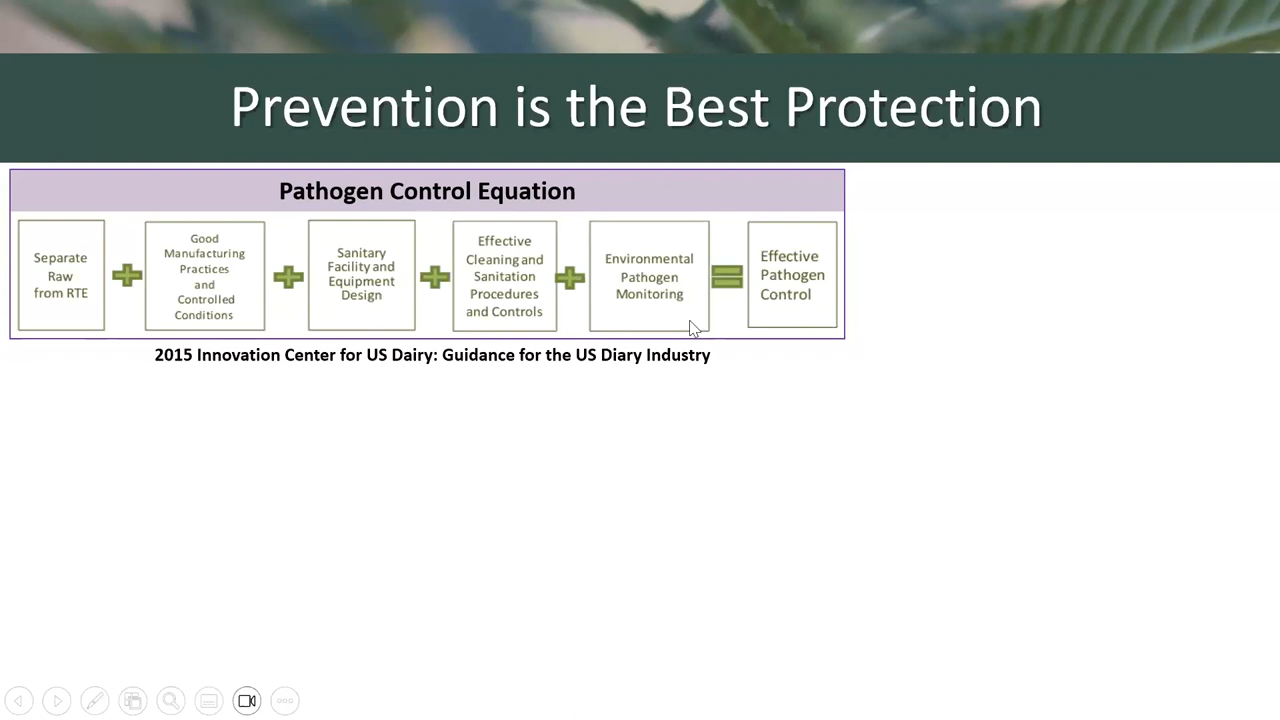 Prevention is the Best Protection
Pathogen Control Equation
Separate
Raw
from RTE
Good
Manufacturing
Practices
and
Controlled
Conditions
Sanitary
Facility and
Equipment
Design
Effective
Cleaning and
Sanitation
Procedures
and Controls
Environmental
Pathogen
Monitoring
Effective
Pathogen
Control
2015 Innovation Center for US Dairy: Guidance for the US Diary Industry